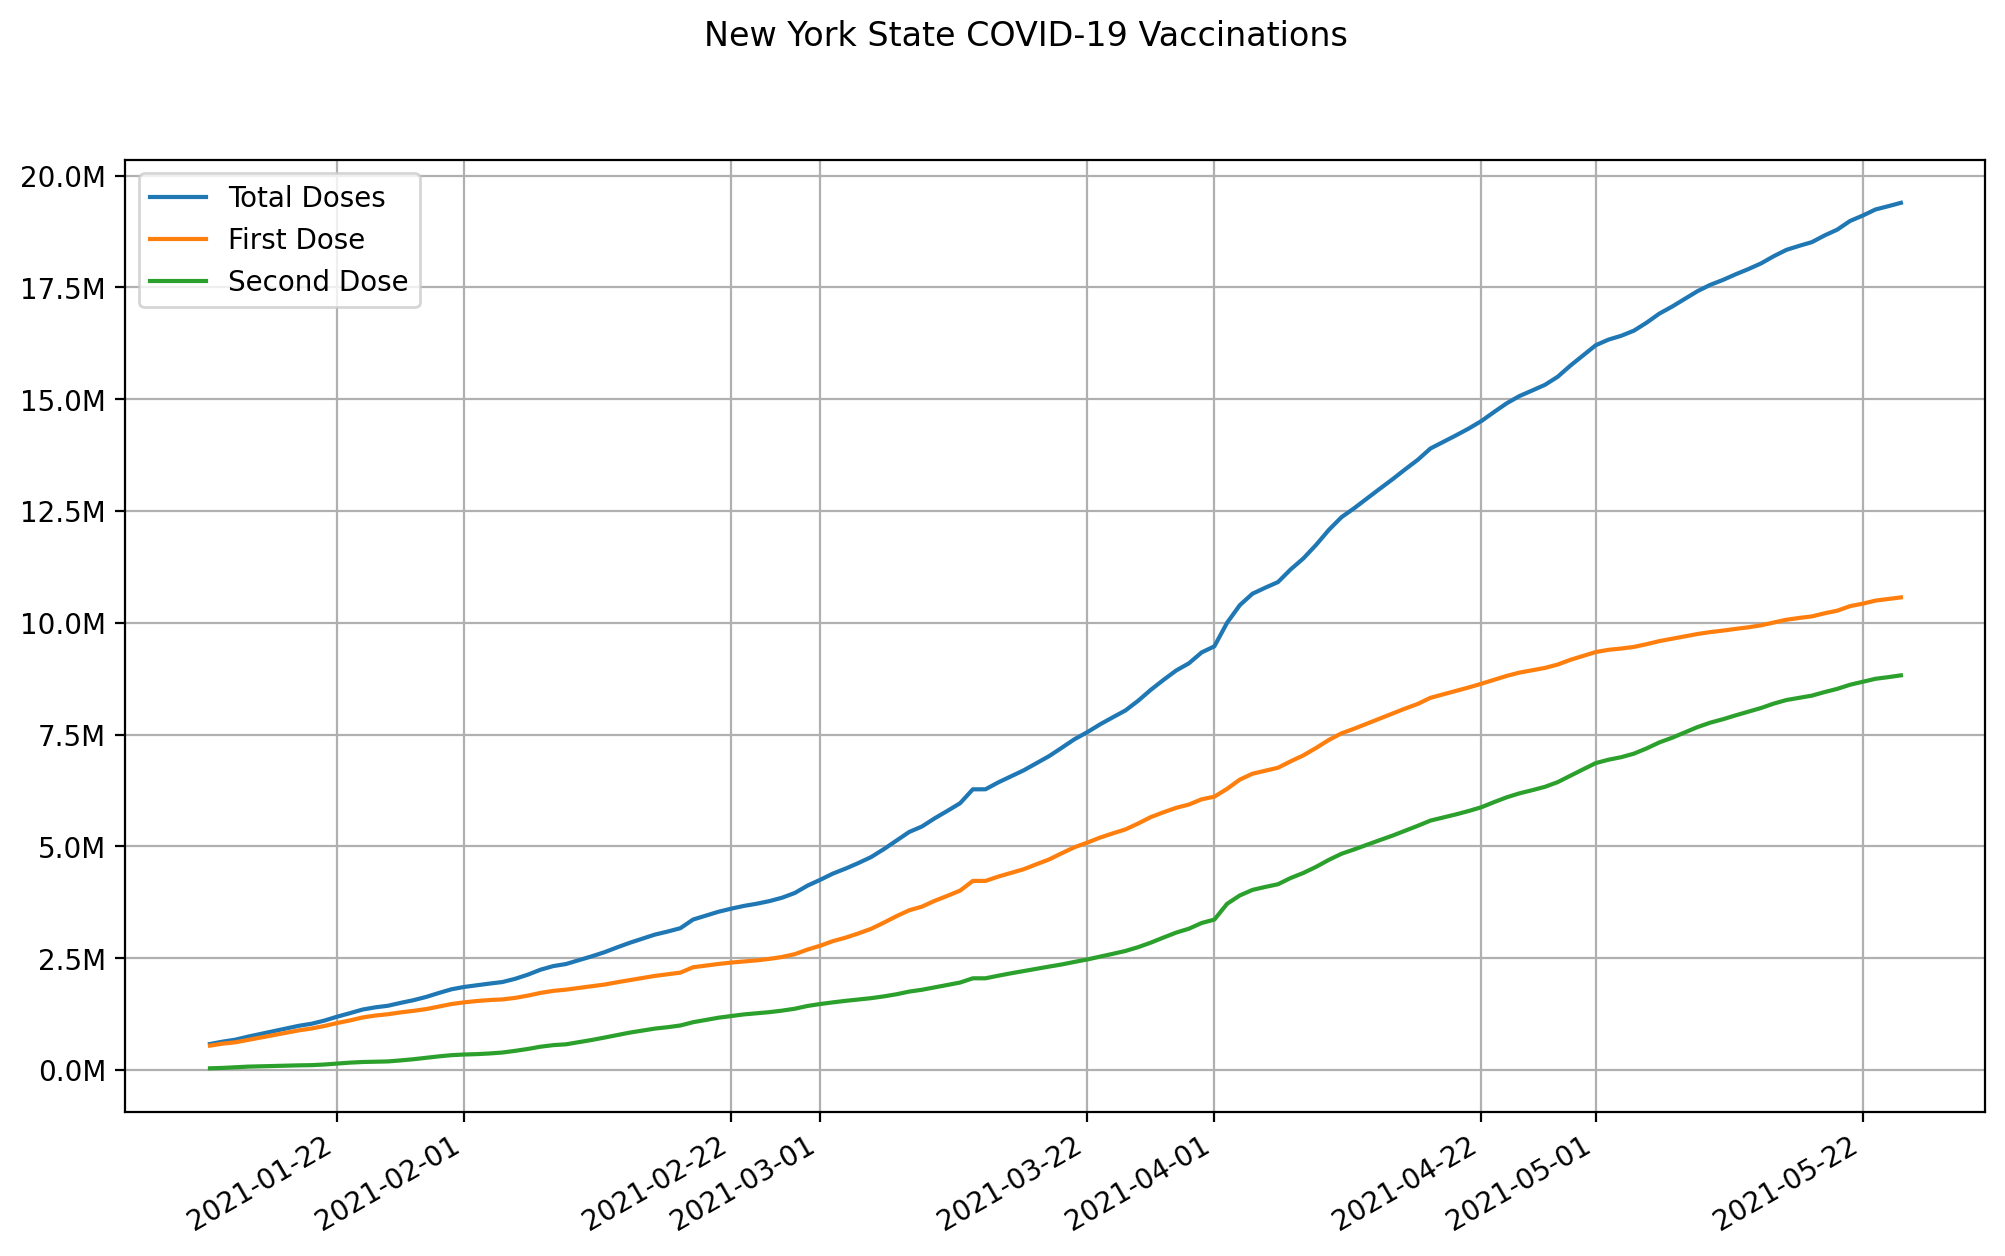 New York State COVID-19 Vaccinations
20.0M
17.5M
15.0M
12.5M
10.0M
7.5M
5.0M
2.5M
0.0M
Total Doses
First Dose
Second Dose
2021-01-22
2021-02-01
2021-02-22
2021-03-01
2021-03-22
2021-04-01
2021-04-22
2021-05-01
2021-05-22